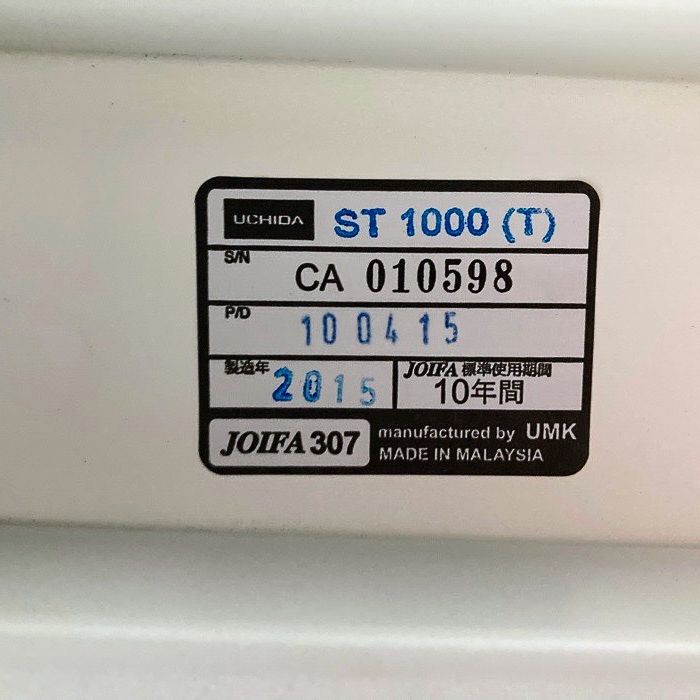 UCHIDA ST 1000 (T)
S/N
CA 010598
P/D
100415
製造年
2015
JOIFA 標準使用期間
10年間
JOIFA 307
manufactured by UMK
MADE IN MALAYSIA